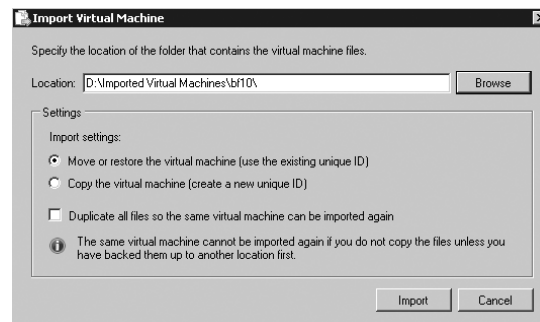 Import Virtual Machine
Specify the location of the folder that contains the virtual machine files.
Location: D:\Imported Virtual Machines\bf10\ Browse
Settings
Import settings:
Move or restore the virtual machine (use the existing unique ID)
Copy the virtual machine (create a new unique ID)
Duplicate all files so the same virtual machine can be imported again
The same virtual machine cannot be imported again if you do not copy the files unless you
have backed them up to another location first.
Import Cancel